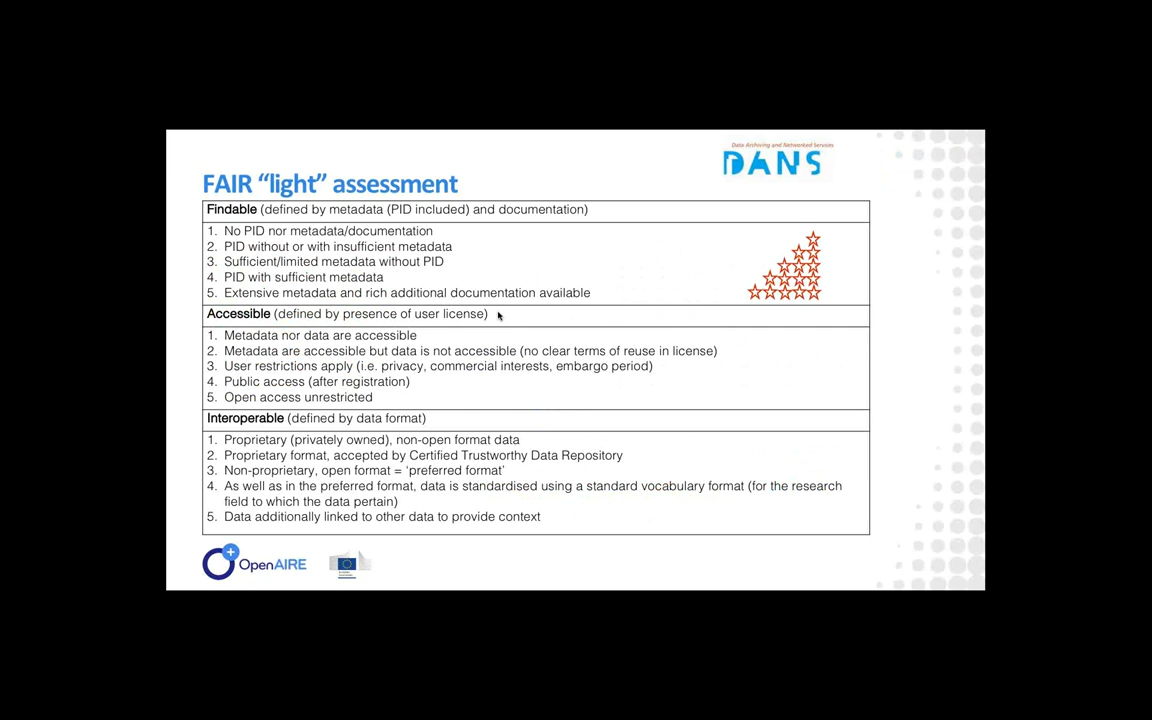 Data Archiving and Networked Services
DANS
FAIR “light” assessment
Findable (defined by metadata (PID included) and documentation)
1. No PID nor metadata/documentation
2. PID without or with insufficient metadata
3. Sufficient/limited metadata without PID
4. PID with sufficient metadata
5. Extensive metadata and rich additional documentation available
Accessible (defined by presence of user license)
1. Metadata nor data are accessible
2. Metadata are accessible but data is not accessible (no clear terms of reuse in license)
3. User restrictions apply (i.e. privacy, commercial interests, embargo period)
4. Public access (after registration)
5. Open access unrestricted
Interoperable (defined by data format)
1. Proprietary (privately owned), non-open format data
2. Proprietary format, accepted by Certified Trustworthy Data Repository
3. Non-proprietary, open format = ‘preferred format’
4. As well as in the preferred format, data is standardised using a standard vocabulary format (for the research
field to which the data pertain)
5. Data additionally linked to other data to provide context
OpenAIRE